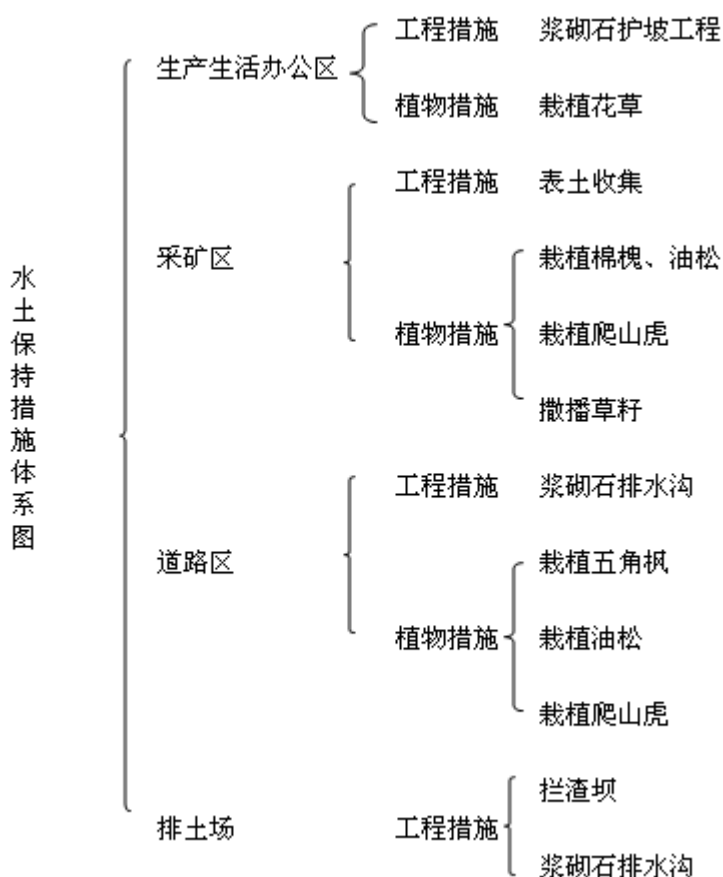 水土保持措施体系图
生产生活办公区
工程措施 浆砌石护坡工程
植物措施 栽植花草
采矿区
工程措施 表土收集
植物措施
栽植棉槐、油松
栽植爬山虎
撒播草籽
道路区
工程措施 浆砌石排水沟
植物措施
栽植五角枫
栽植油松
栽植爬山虎
排土场
工程措施
拦渣坝
浆砌石排水沟